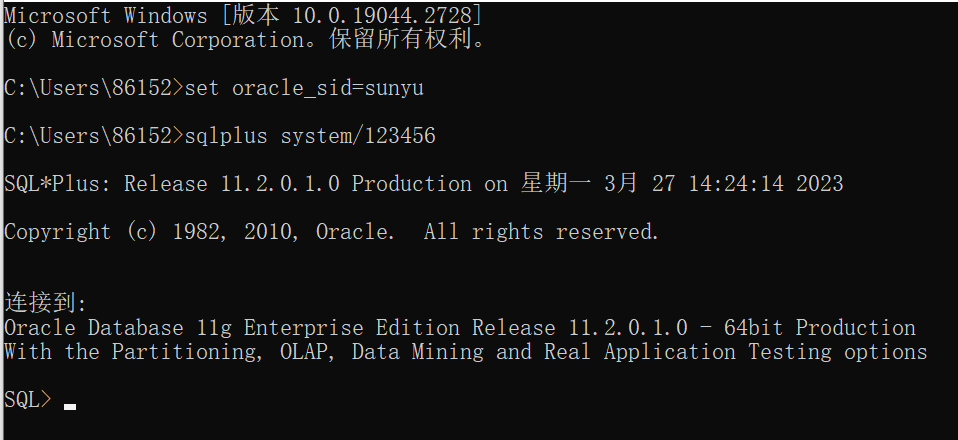 Microsoft Windows [版本 10.0.19044.2728]
(c) Microsoft Corporation。保留所有权利。
C:\Users\86152>set oracle_sid=sunyu
C:\Users\86152>sqlplus system/123456
SQL*Plus: Release 11.2.0.1.0 Production on 星期一 3月 27 14:24:14 2023
Copyright (c) 1982, 2010, Oracle.  All rights reserved.
连接到:
Oracle Database 11g Enterprise Edition Release 11.2.0.1.0 - 64bit Production
With the Partitioning, OLAP, Data Mining and Real Application Testing options
SQL>